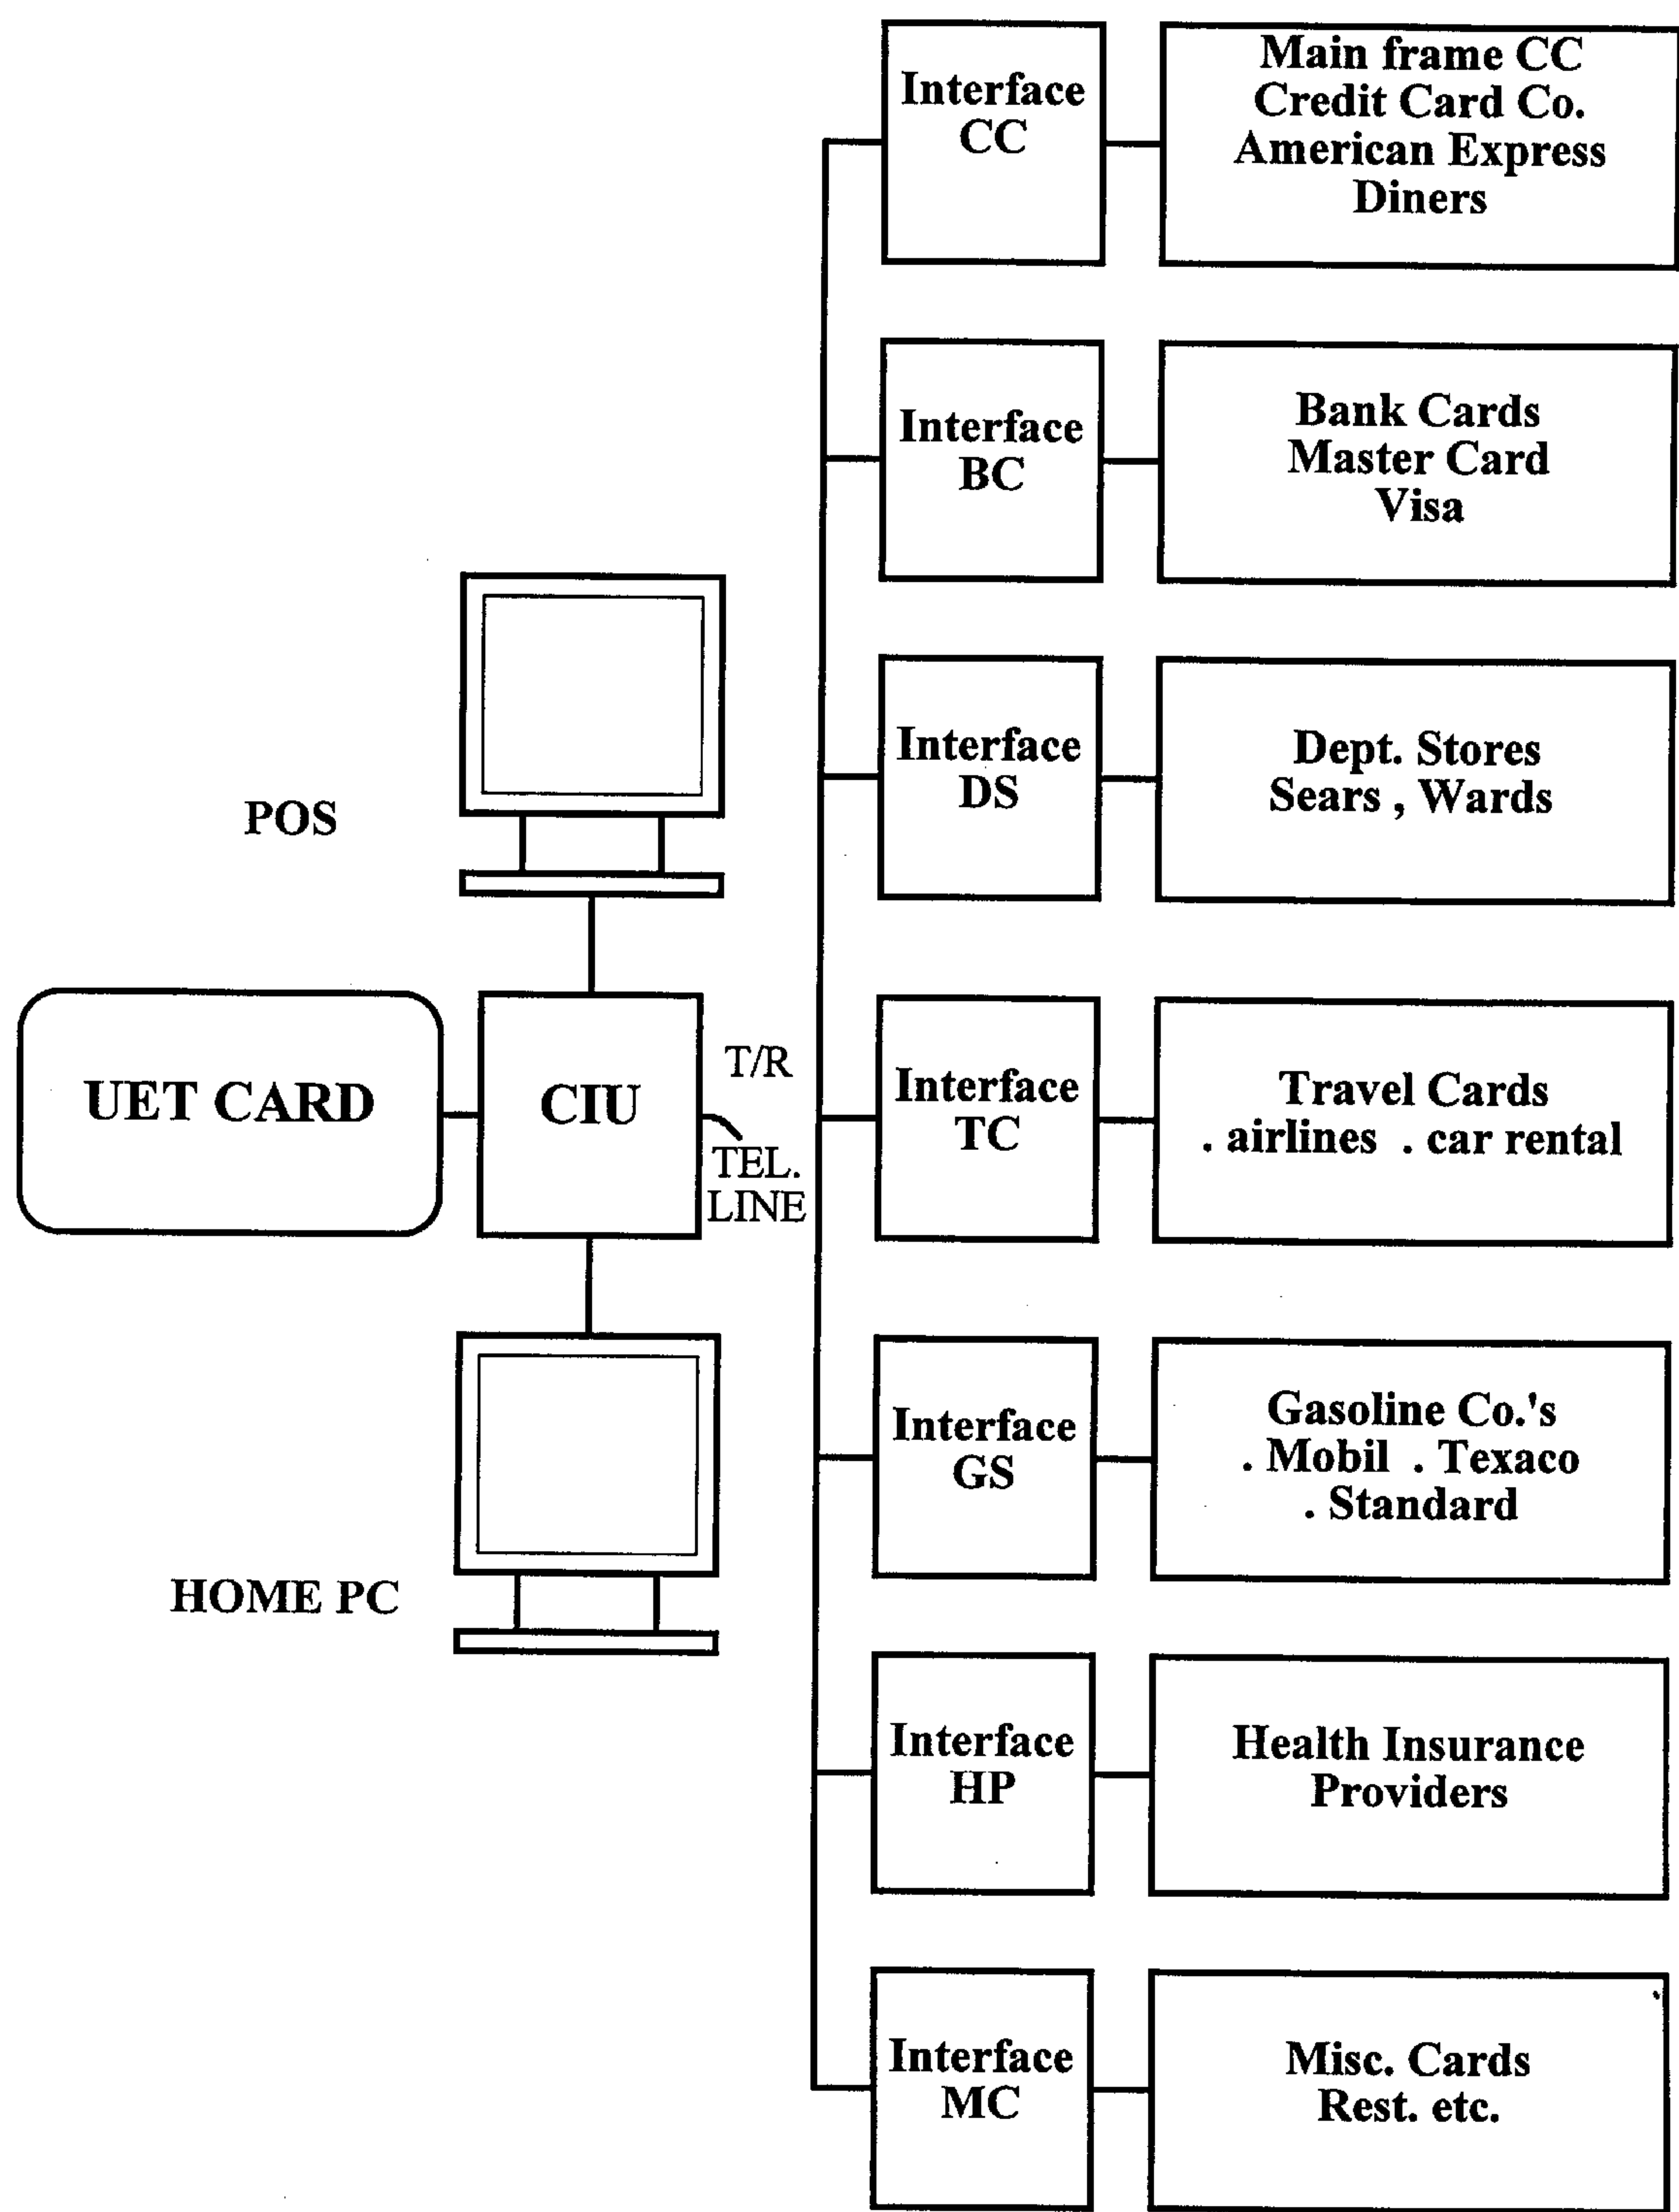 Interface
CC
Main frame CC
Credit Card Co.
American Express
Diners
Interface
BC
Bank Cards
Master Card
Visa
POS
Interface
DS
Dept. Stores
Sears , Wards
UET CARD
CIU
T/R
TEL.
LINE
Interface
TC
Travel Cards
. airlines . car rental
HOME PC
Interface
GS
Gasoline Co.'s
. Mobil . Texaco
. Standard
Interface
HP
Health Insurance
Providers
Interface
MC
Misc. Cards
Rest. etc.